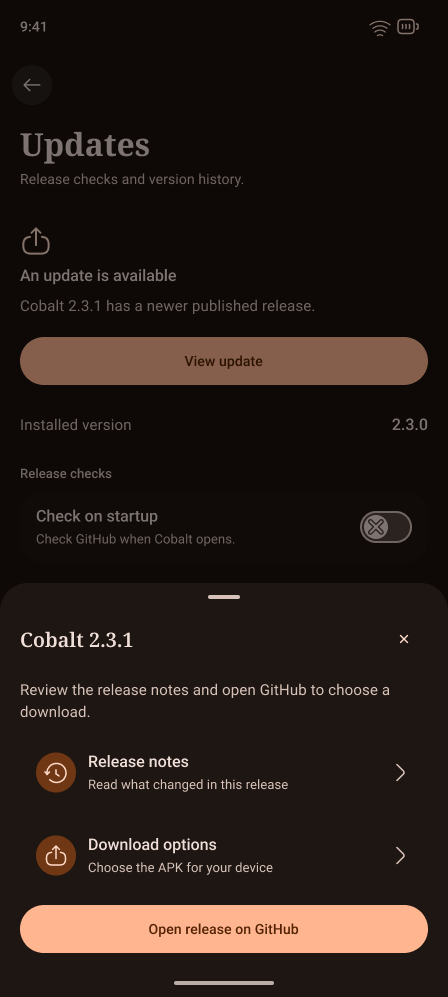 9:41
Updates
Release checks and version history.
An update is available
Cobalt 2.3.1 has a newer published release.
View update
Installed version 2.3.0
Release checks
Check on startup
Check GitHub when Cobalt opens.
Cobalt 2.3.1
Review the release notes and open GitHub to choose a
download.
Release notes
Read what changed in this release
Download options
Choose the APK for your device
Open release on GitHub